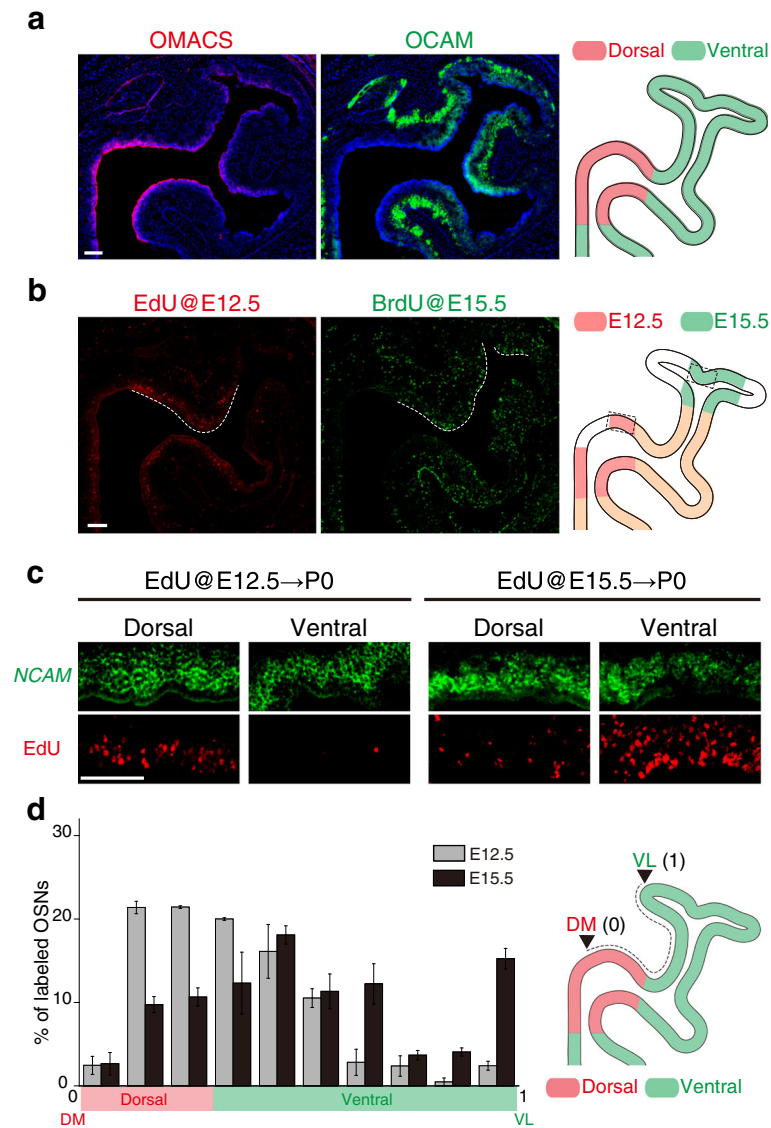 a
OMACS OCAM Dorsal Ventral
b
EdU@E12.5 BrdU@E15.5 E12.5 E15.5
c
EdU@E12.5→P0 EdU@E15.5→P0
Dorsal Ventral Dorsal Ventral
NCAM
EdU
d
% of labeled OSNs
30
20
10
0
E12.5
E15.5
0 Dorsal Ventral 1
DM VL
VL (1)
DM (0)
Dorsal Ventral